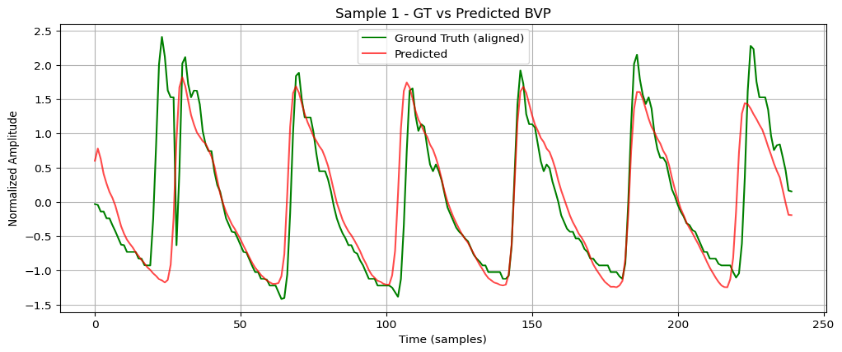 Sample 1 - GT vs Predicted BVP
Ground Truth (aligned)
Predicted
Normalized Amplitude
2.5
2.0
1.5
1.0
0.5
0.0
−0.5
−1.0
−1.5
0 50 100 150 200 250
Time (samples)